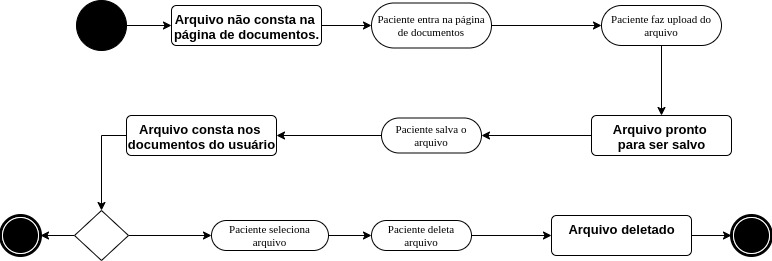 Arquivo não consta na
página de documentos.
Paciente entra na página
de documentos
Paciente faz upload do
arquivo
Arquivo pronto
para ser salvo
Paciente salva o
arquivo
Arquivo consta nos
documentos do usuário
Paciente seleciona
arquivo
Paciente deleta
arquivo
Arquivo deletado